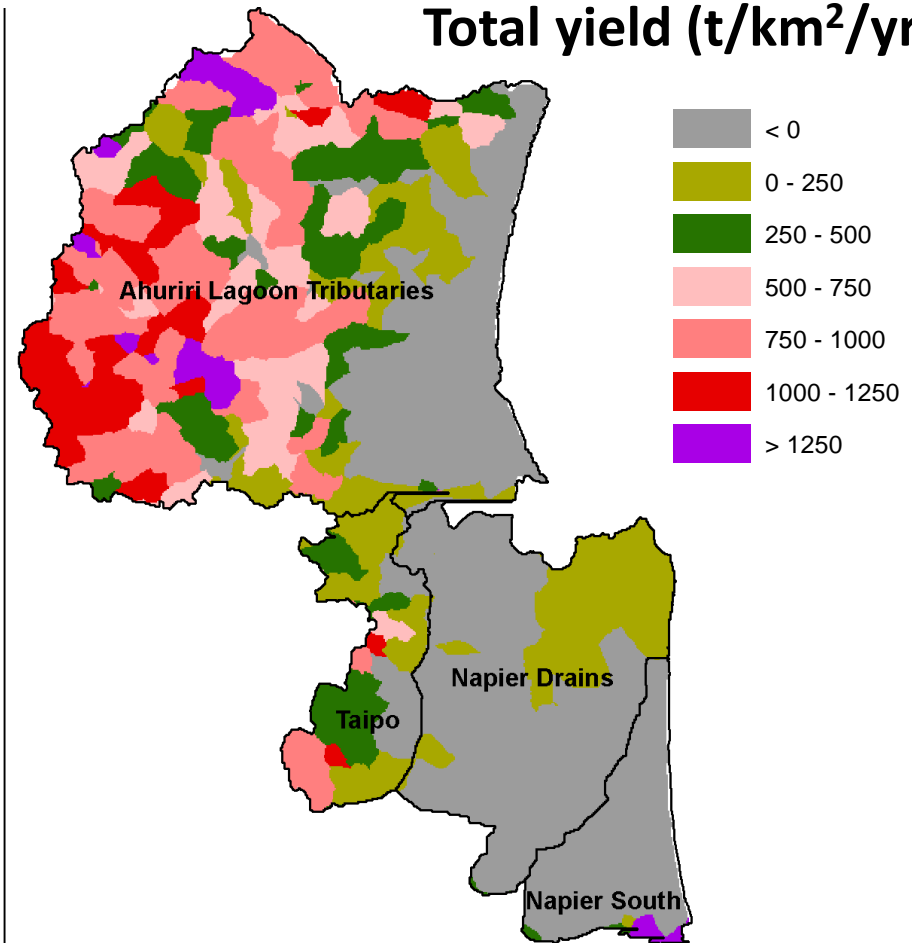 Total yield (t/km²/yr
< 0
0 - 250
250 - 500
500 - 750
750 - 1000
1000 - 1250
> 1250
Ahuriri Lagoon Tributaries
Napier Drains
Taipo
Napier South